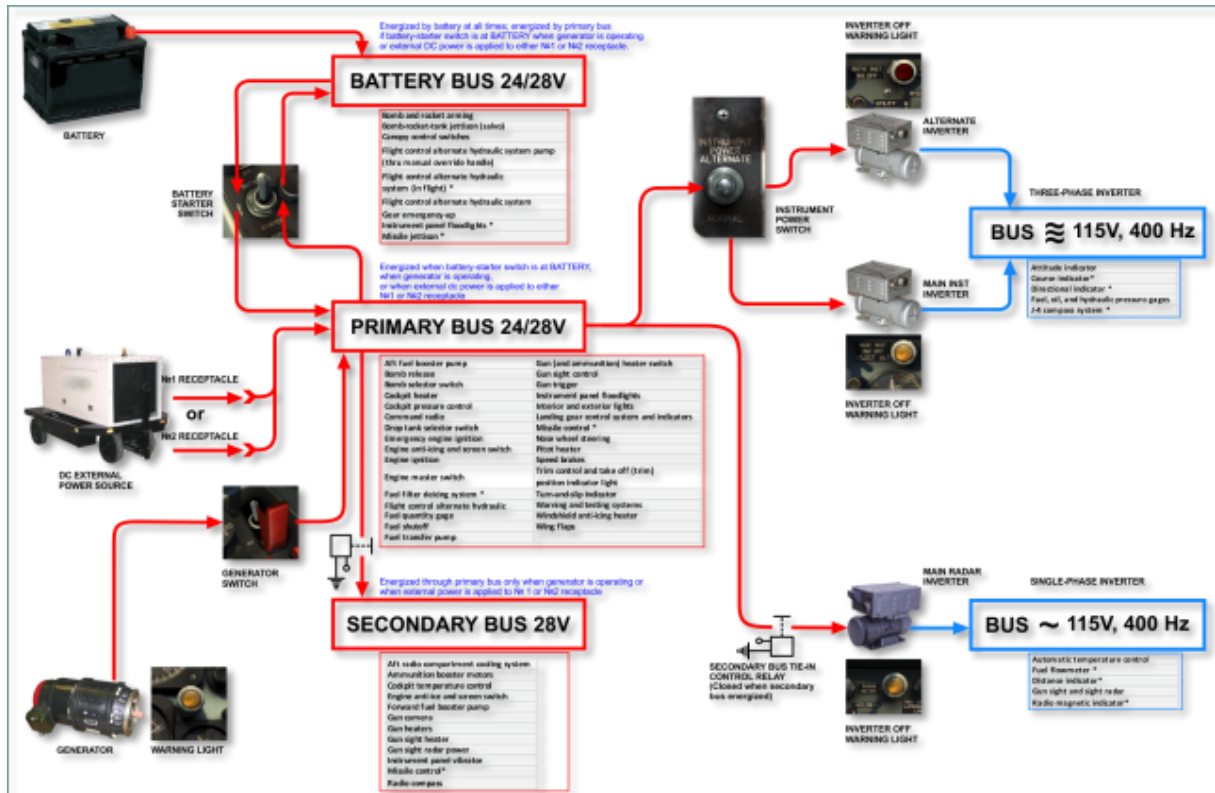 Energized by battery at all times; energized by primary bus
if battery-starter switch is at BATTERY when generator is operating
or external DC power is applied to either №1 or №2 receptacle.
BATTERY BUS 24/28V
BATTERY
Bomb and rocket arming
Bomb-rocket-tank jettison (salvo)
Canopy control switches
Flight control alternate hydraulic system pump
(thru manual override handle)
Flight control alternate hydraulic
system (in flight) *
Flight control alternate hydraulic system
Gear emergency-up
Instrument panel floodlights *
Missile jettison *
BATTERY
STARTER
SWITCH
INSTRUMENT
POWER
ALTERNATE
NORMAL
INSTRUMENT
POWER
SWITCH
INVERTER OFF
WARNING LIGHT
ALTERNATE
INVERTER
THREE-PHASE INVERTER
BUS ≋ 115V, 400 Hz
Attitude indicator
Course indicator*
Directional indicator *
Fuel, oil, and hydraulic pressure gages
J-4 compass system *
MAIN INST
INVERTER
INVERTER OFF
WARNING LIGHT
Energized when battery-starter switch is at BATTERY,
when generator is operating,
or when external dc power is applied to either
№1 or №2 receptacle
PRIMARY BUS 24/28V
Aft fuel booster pump
Bomb release
Bomb selector switch
Cockpit heater
Cockpit pressure control
Command radio
Drop tank selector switch
Emergency engine ignition
Engine anti-icing and screen switch
Engine ignition
Engine master switch
Fuel filter deicing system *
Flight control alternate hydraulic
Fuel quantity gage
Fuel shutoff
Fuel transfer pump
Gun (and ammunition) heater switch
Gun sight control
Gun trigger
Instrument panel floodlights
Interior and exterior lights
Landing gear control system and indicators
Missile control *
Nose wheel steering
Pitot heater
Speed brakes
Trim control and take off (trim)
position indicator light
Turn-and-slip indicator
Warning and testing systems
Windshield anti-icing heater
Wing flaps
№1 RECEPTACLE
or
№2 RECEPTACLE
DC EXTERNAL
POWER SOURCE
GENERATOR
SWITCH
GENERATOR
WARNING LIGHT
Energized through primary bus only when generator is operating or
when external power is applied to № 1 or №2 receptacle
SECONDARY BUS 28V
Aft radio compartment cooling system
Ammunition booster motors
Cockpit temperature control
Engine anti-ice and screen switch
Forward fuel booster pump
Gun camera
Gun heaters
Gun sight heater
Gun sight radar power
Instrument panel vibrator
Missile control*
Radio compass
SECONDARY BUS TIE-IN
CONTROL RELAY
(Closed when secondary
bus energized)
MAIN RADAR
INVERTER
INVERTER OFF
WARNING LIGHT
SINGLE-PHASE INVERTER
BUS ~ 115V, 400 Hz
Automatic temperature control
Fuel flowmeter *
Distance indicator*
Gun sight and sight radar
Radio magnetic indicator*